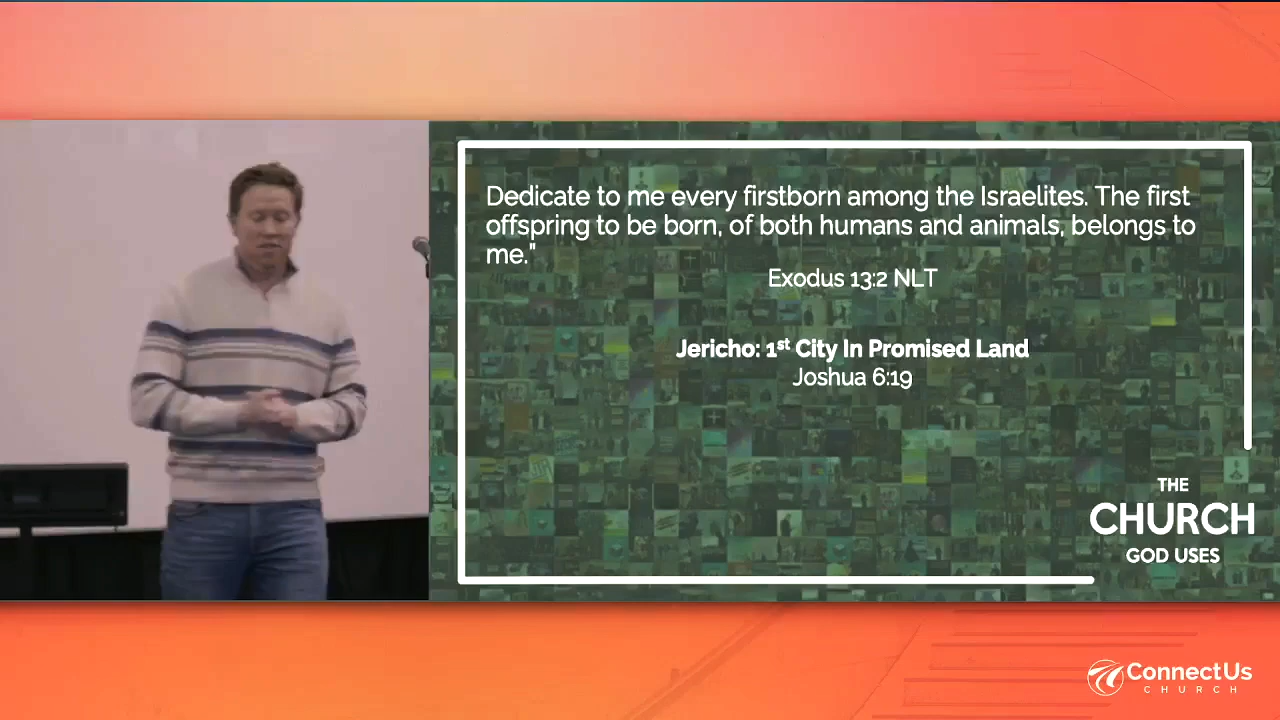 Dedicate to me every firstborn among the Israelites. The first
offspring to be born, of both humans and animals, belongs to
me."
Exodus 13:2 NLT
Jericho: 1st City In Promised Land
Joshua 6:19
THE
CHURCH
GOD USES
ConnectUs
CHURCH